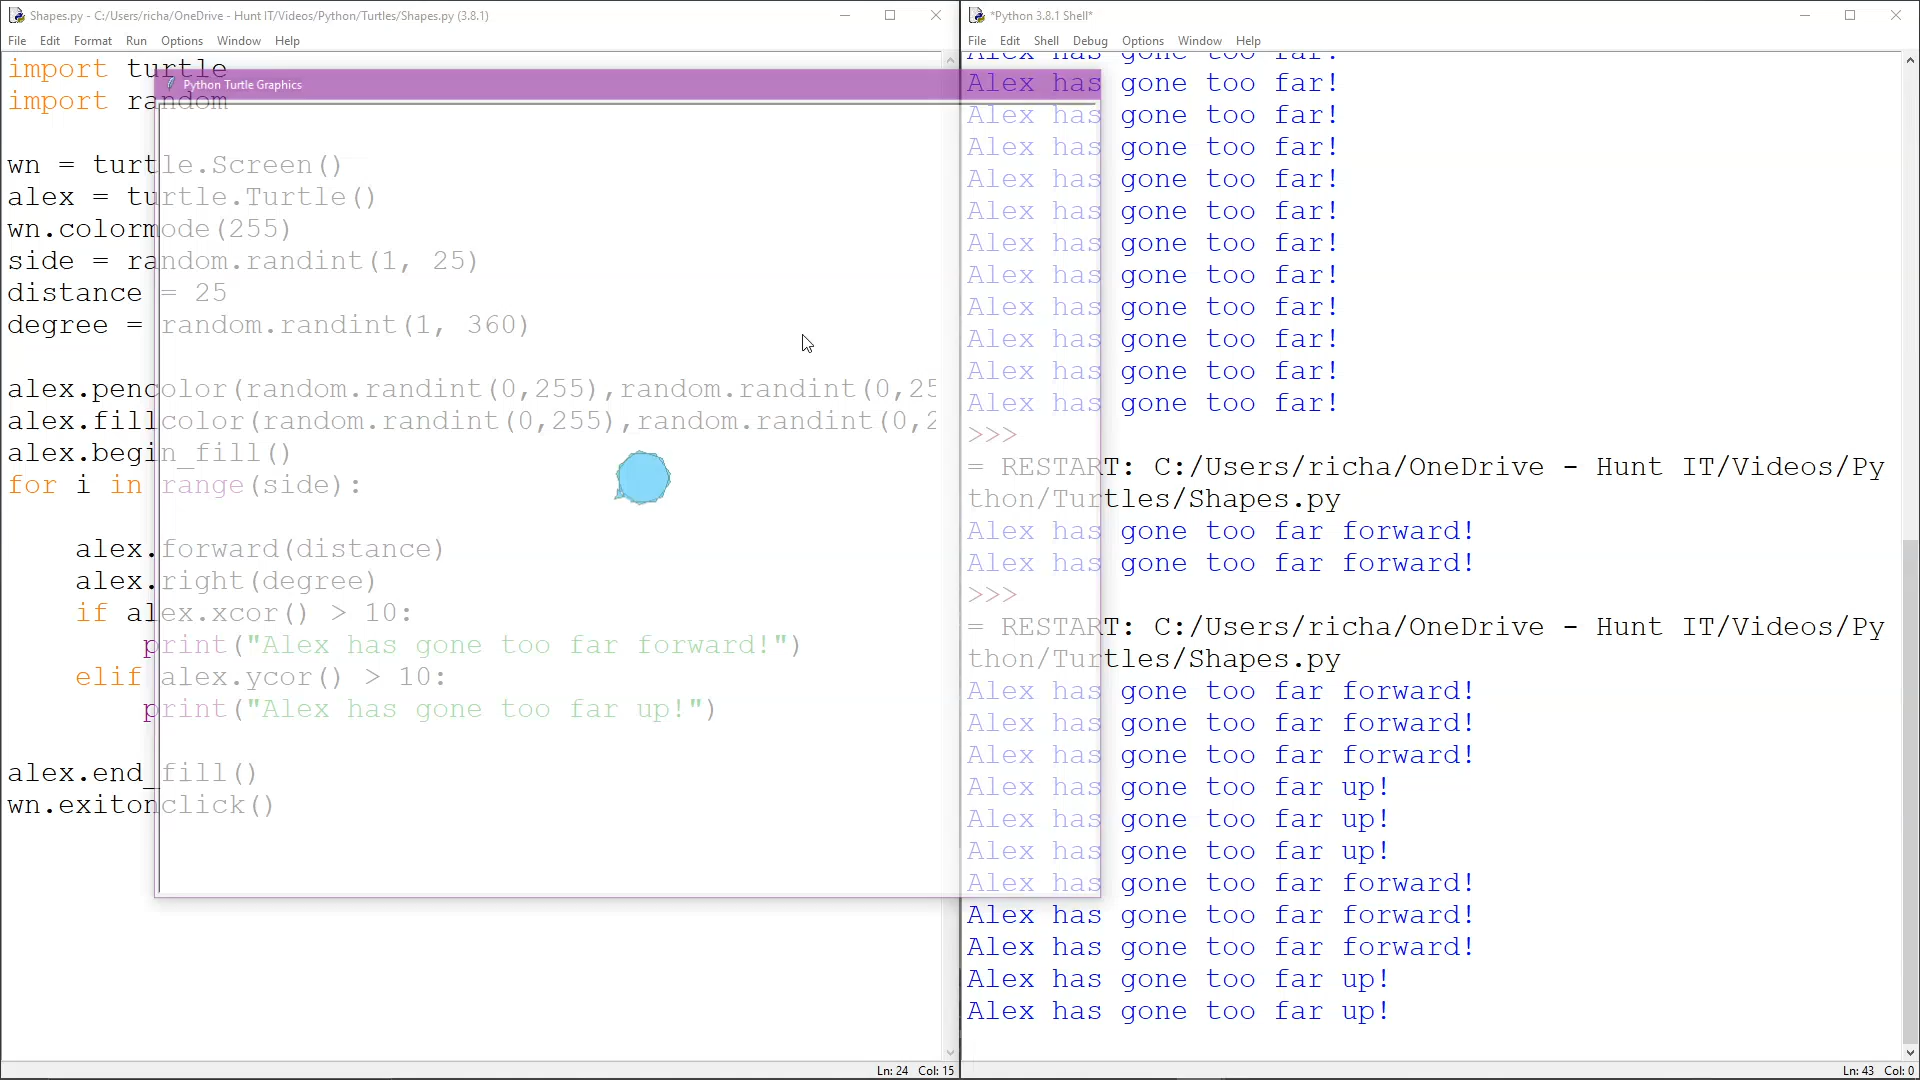 Shapes.py - C:/Users/richa/OneDrive - Hunt IT/Videos/Python/Turtles/Shapes.py (3.8.1)
File Edit Format Run Options Window Help
import turtle
import random
wn = turtle.Screen()
alex = turtle.Turtle()
wn.colormode(255)
side = random.randint(1, 25)
distance = 25
degree = random.randint(1, 360)
alex.pencolor(random.randint(0,255),random.randint(0,25
alex.fillcolor(random.randint(0,255),random.randint(0,2
alex.begin_fill()
for i in range(side):
alex.forward(distance)
alex.right(degree)
if alex.xcor() > 10:
print("Alex has gone too far forward!")
elif alex.ycor() > 10:
print("Alex has gone too far up!")
alex.end_fill()
wn.exitonclick()
Ln: 24 Col: 15
Python Turtle Graphics
*Python 3.8.1 Shell*
File Edit Shell Debug Options Window Help
Alex has gone too far!
Alex has gone too far!
Alex has gone too far!
Alex has gone too far!
Alex has gone too far!
Alex has gone too far!
Alex has gone too far!
Alex has gone too far!
Alex has gone too far!
Alex has gone too far!
Alex has gone too far!
Alex has gone too far!
>>>
= RESTART: C:/Users/richa/OneDrive - Hunt IT/Videos/Py
thon/Turtles/Shapes.py
Alex has gone too far forward!
Alex has gone too far forward!
>>>
= RESTART: C:/Users/richa/OneDrive - Hunt IT/Videos/Py
thon/Turtles/Shapes.py
Alex has gone too far forward!
Alex has gone too far forward!
Alex has gone too far forward!
Alex has gone too far up!
Alex has gone too far up!
Alex has gone too far up!
Alex has gone too far forward!
Alex has gone too far forward!
Alex has gone too far forward!
Alex has gone too far up!
Alex has gone too far up!
Ln: 43 Col: 0